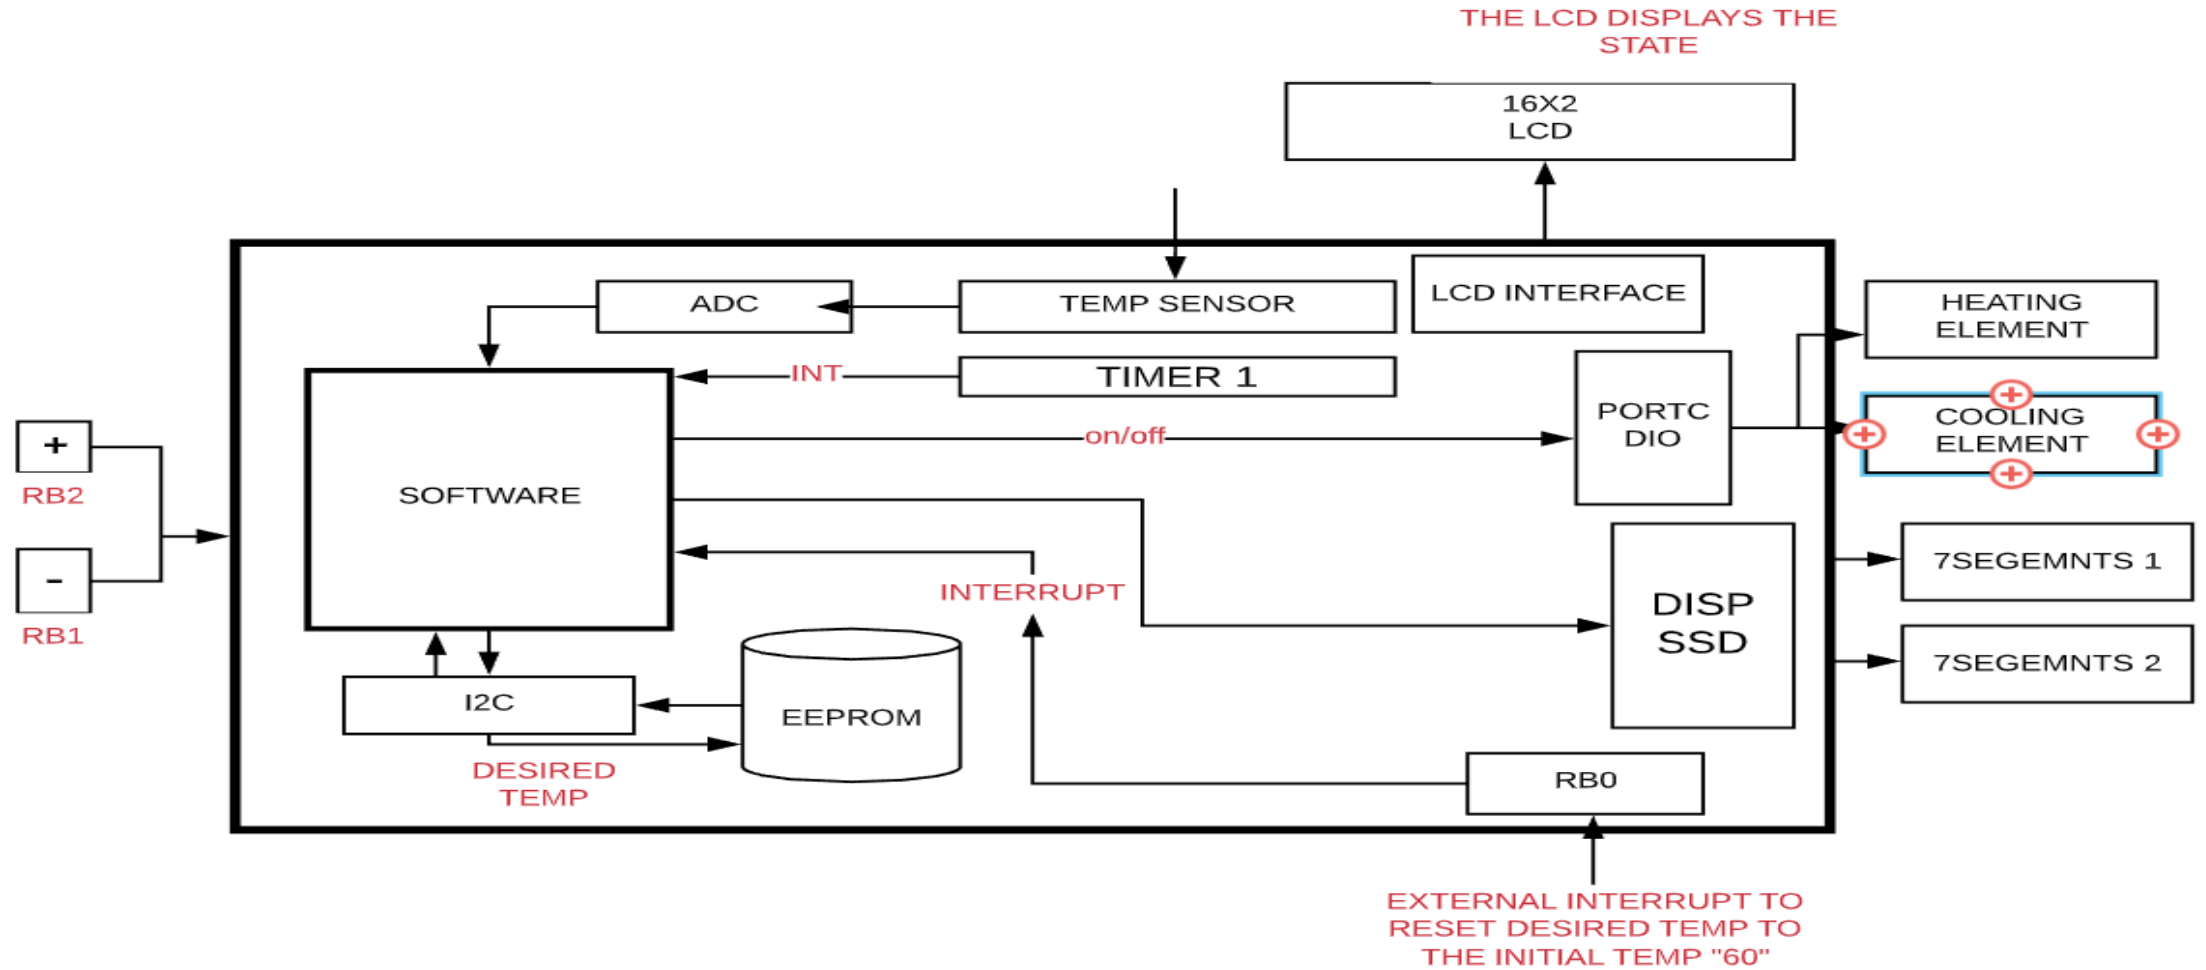 THE LCD DISPLAYS THE
STATE
16X2
LCD
LCD INTERFACE
ADC
TEMP SENSOR
HEATING
ELEMENT
INT
TIMER 1
PORTC
DIO
COOLING
ELEMENT
on/off
+
RB2
SOFTWARE
-
RB1
7SEGEMNTS 1
INTERRUPT
DISP
SSD
7SEGEMNTS 2
I2C
EEPROM
DESIRED
TEMP
RB0
EXTERNAL INTERRUPT TO
RESET DESIRED TEMP TO
THE INITIAL TEMP "60"